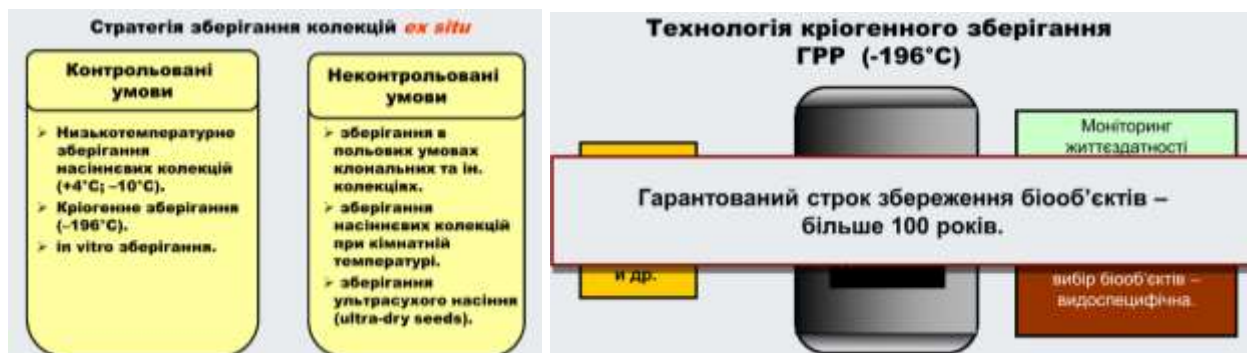 Стратегія зберігання колекцій ex situ
Контрольовані
умови
➢ Низькотемпературне
зберігання
насіннєвих колекцій
(+4°С; –10°С).
➢ Кріогенне зберігання
(–196°С).
➢ in vitro зберігання.
Неконтрольовані
умови
➢ зберігання в
польових умовах
клональних та ін.
колекціях.
➢ зберігання
насіннєвих колекцій
при кімнатній
температурі.
➢ зберігання
ультрасухого насіння
(ultra-dry seeds).
Технологія кріогенного зберігання
ГРР (-196°С)
Моніторинг
життєздатності
Гарантований строк збереження біооб’єктів –
більше 100 років.
и др.
вибір біооб’єктів –
видоспецифічна.